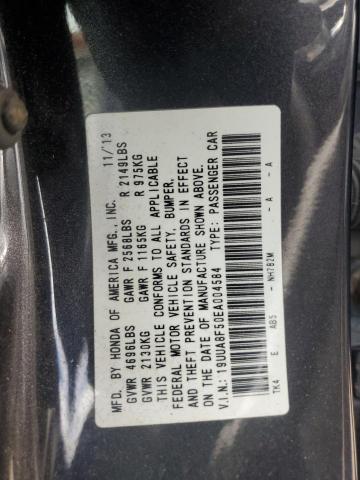 MFD. BY HONDA OF AMERICA MFG., INC. 11/13
GVWR 4696LBS GAWR F 2568LBS R 2149LBS
GVWR 2130KG GAWR F 1165KG R 975KG
THIS VEHICLE CONFORMS TO ALL APPLICABLE
FEDERAL MOTOR VEHICLE SAFETY, BUMPER,
AND THEFT PREVENTION STANDARDS IN EFFECT
ON THE DATE OF MANUFACTURE SHOWN ABOVE.
V.I.N.: 19UUA8F50EA004584 TYPE: PASSENGER CAR
TK4 E AB5 - NH782M - A - A